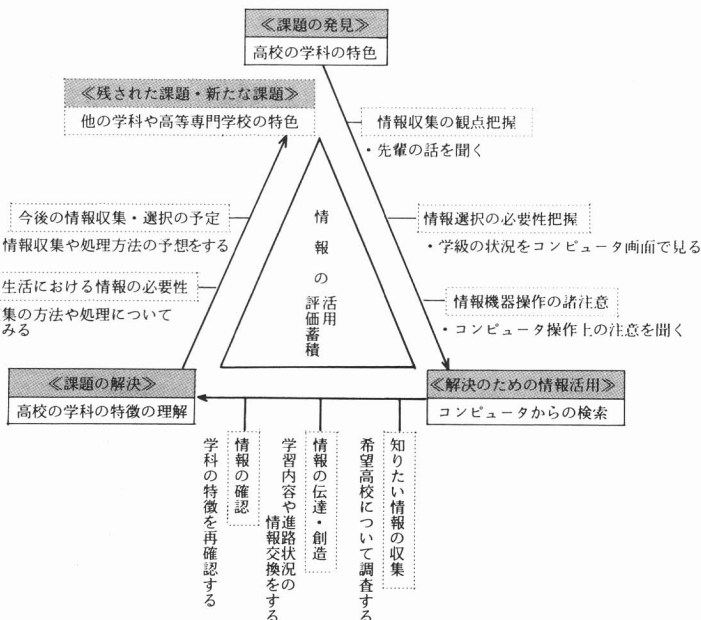 ≪課題の発見≫
高校の学科の特色
≪残された課題・新たな課題≫
他の学科や高等専門学校の特色
情報収集の観点把握
・先輩の話を聞く
今後の情報収集・選択の予定
情報収集や処理方法の予想をする
情報選択の必要性把握
・学級の状況をコンピュータ画面で見る
生活における情報の必要性
集の方法や処理について
みる
情報機器操作の諸注意
・コンピュータ操作上の注意を聞く
情報の
活用
評価蓄積
≪課題の解決≫
高校の学科の特徴の理解
≪解決のための情報活用≫
コンピュータからの検索
知りたい情報の収集
希望高校について調査する
情報の伝達・創造
学習内容や進路状況の
情報交換をする
情報の確認
学科の特徴を再確認する